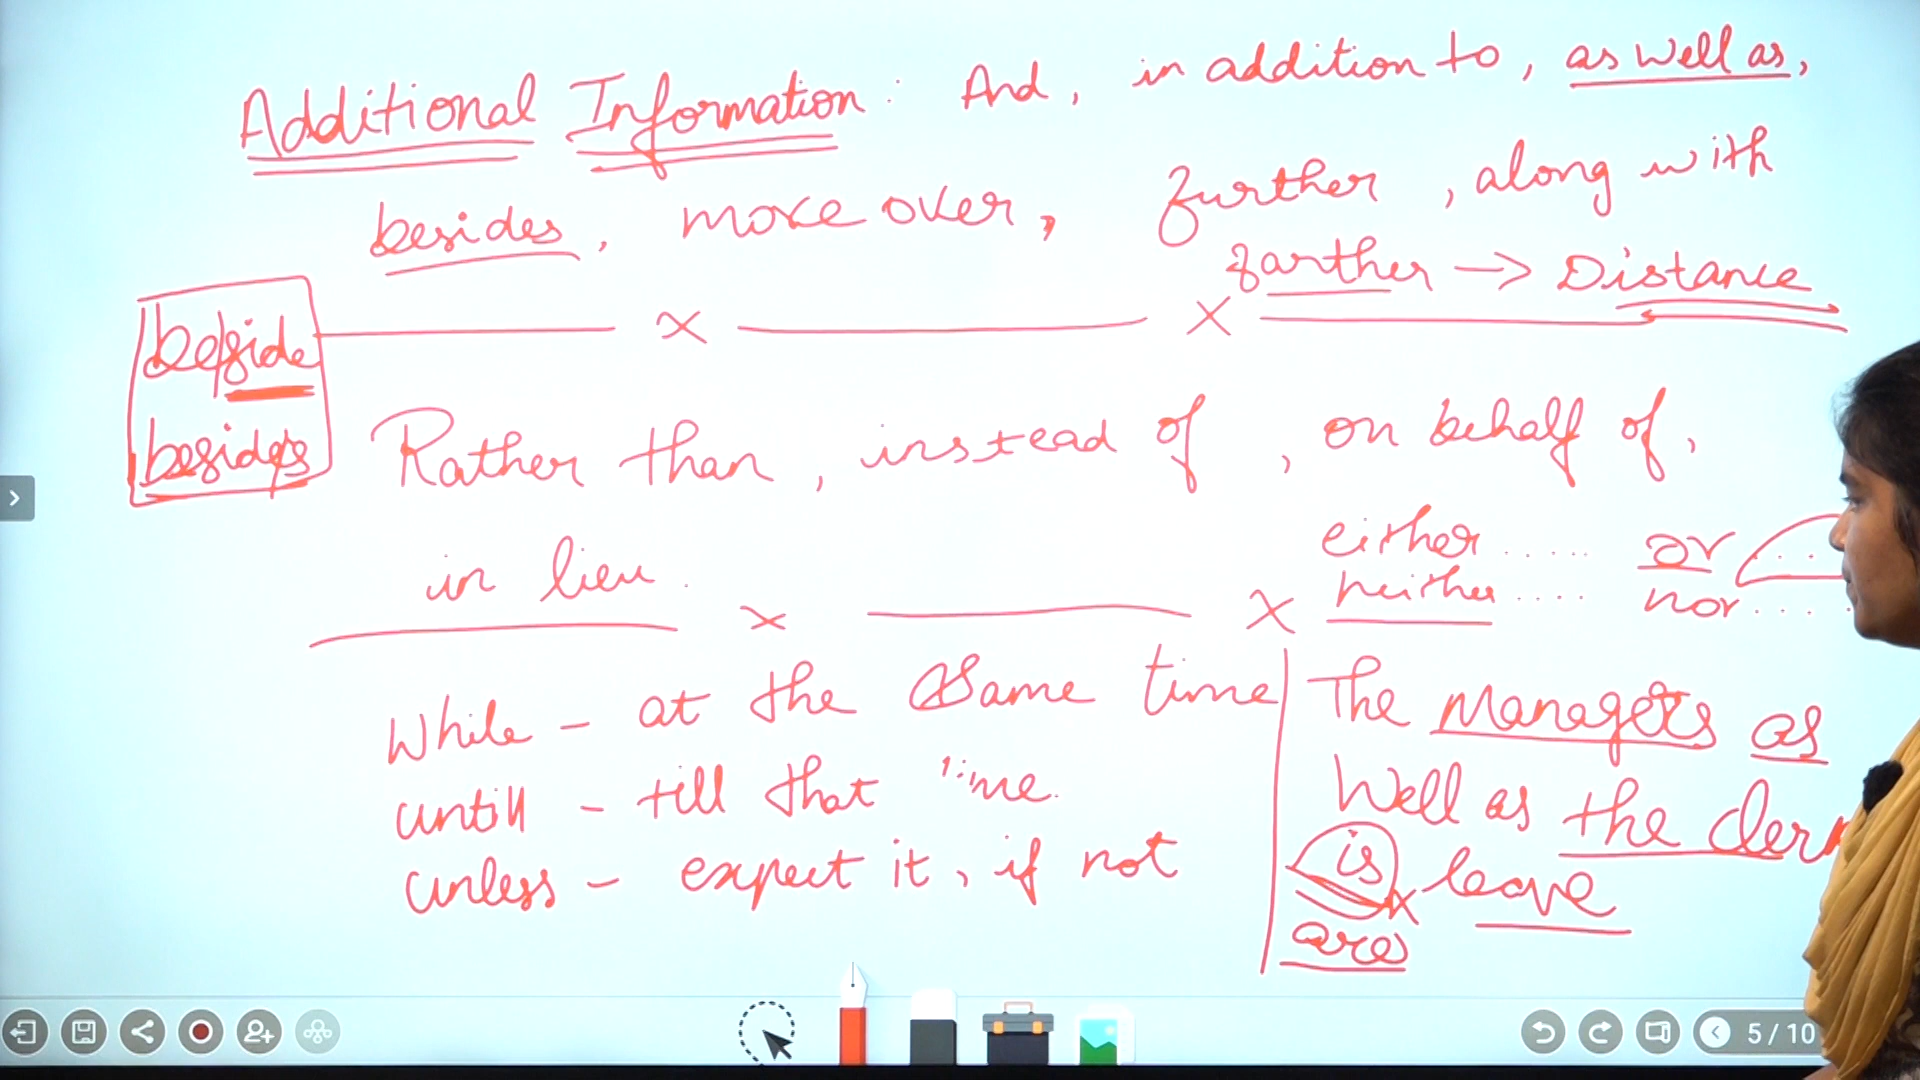 Additional Information : And, in addition to, as well as,
besides, moreover, further, along with
farther → Distance
beside
besides
Rather than, instead of, on behalf of,
in lieu.
either ..... or ...
neither .... nor ....
While - at the same time
untill - till that time.
unless - expect it, if not
The Managers as
Well as the cler
is leave
are
5 / 10